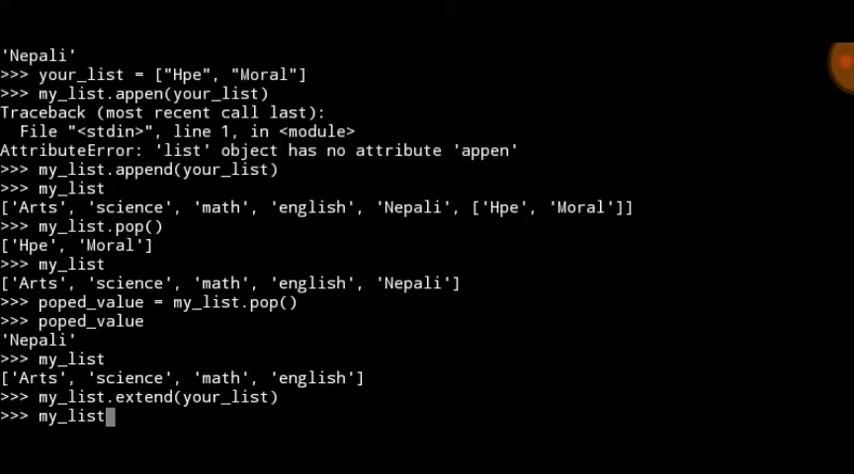 'Nepali'
>>> your_list = ["Hpe", "Moral"]
>>> my_list.appen(your_list)
Traceback (most recent call last):
  File "<stdin>", line 1, in <module>
AttributeError: 'list' object has no attribute 'appen'
>>> my_list.append(your_list)
>>> my_list
['Arts', 'science', 'math', 'english', 'Nepali', ['Hpe', 'Moral']]
>>> my_list.pop()
['Hpe', 'Moral']
>>> my_list
['Arts', 'science', 'math', 'english', 'Nepali']
>>> poped_value = my_list.pop()
>>> poped_value
'Nepali'
>>> my_list
['Arts', 'science', 'math', 'english']
>>> my_list.extend(your_list)
>>> my_list